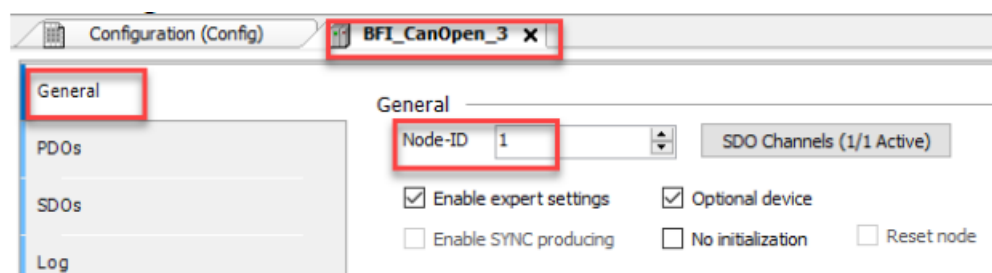 Configuration (Config) BFI_CanOpen_3 x
General
General
Node-ID 1 SDO Channels (1/1 Active)
PDOs
Enable expert settings Optional device
SDOs
Enable SYNC producing No initialization Reset node
Log